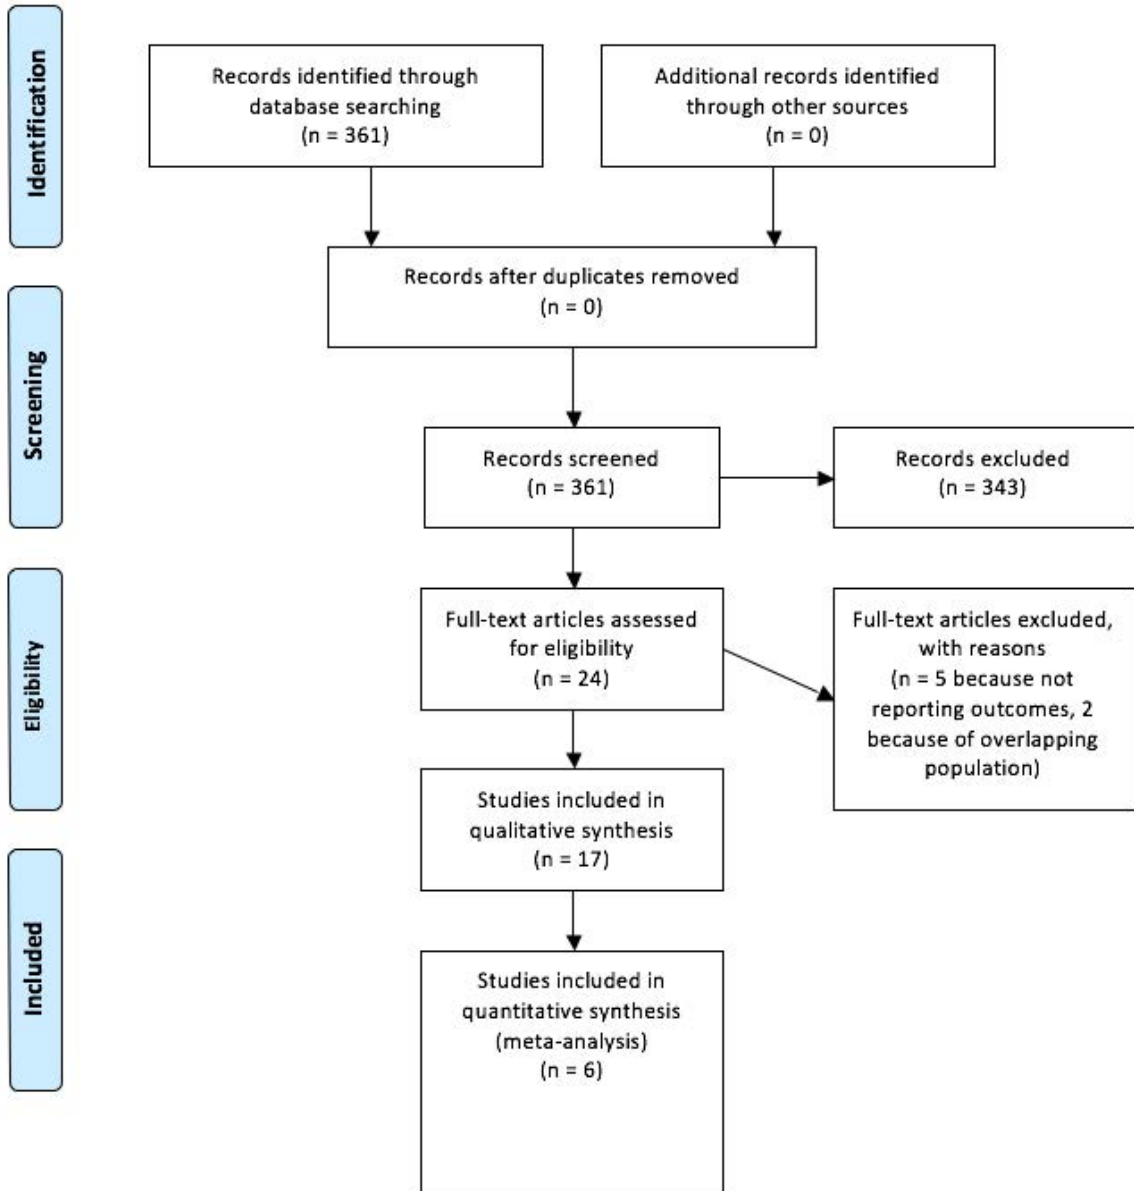 Identification
Records identified through
database searching
(n = 361)
Additional records identified
through other sources
(n = 0)
Records after duplicates removed
(n = 0)
Screening
Records screened
(n = 361)
Records excluded
(n = 343)
Eligibility
Full-text articles assessed
for eligibility
(n = 24)
Full-text articles excluded,
with reasons
(n = 5 because not
reporting outcomes, 2
because of overlapping
population)
Studies included in
qualitative synthesis
(n = 17)
Included
Studies included in
quantitative synthesis
(meta-analysis)
(n = 6)